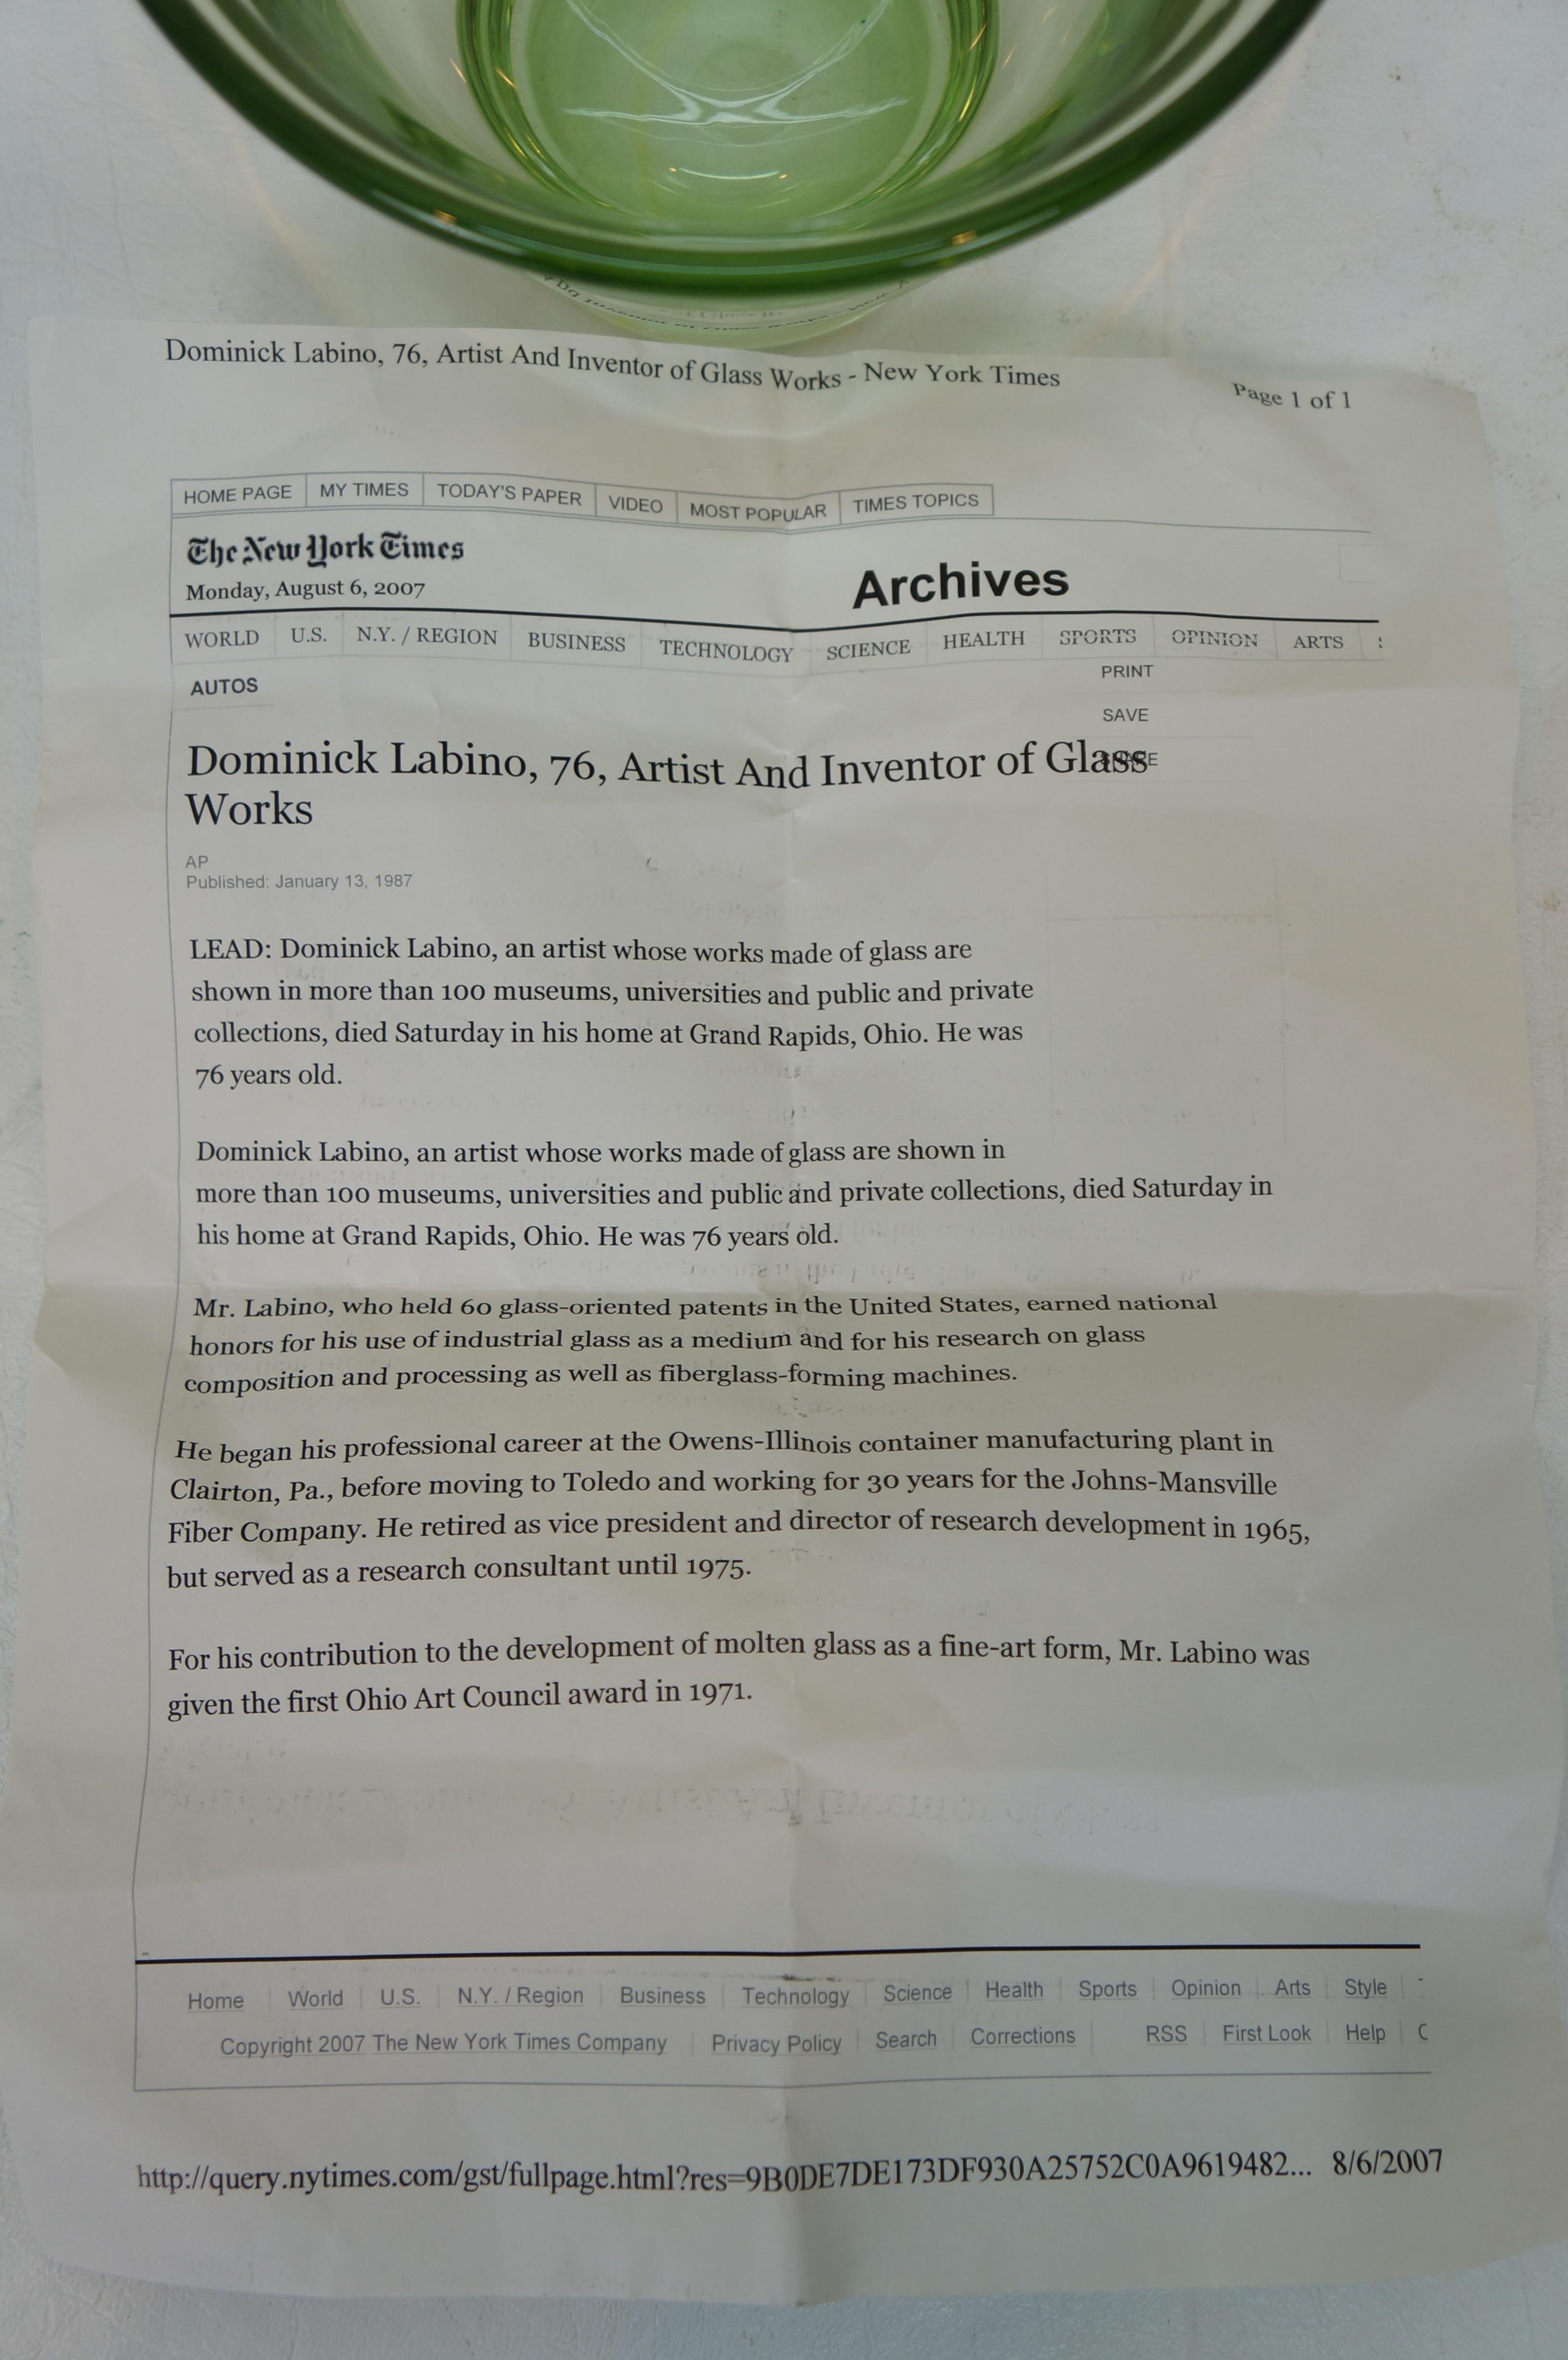 Dominick Labino, 76, Artist And Inventor of Glass Works - New York Times
Page 1 of 1
HOME PAGE MY TIMES TODAY'S PAPER VIDEO MOST POPULAR TIMES TOPICS
The New York Times
Monday, August 6, 2007
Archives
WORLD U.S. N.Y. / REGION BUSINESS TECHNOLOGY SCIENCE HEALTH SPORTS OPINION ARTS
AUTOS
PRINT
SAVE
SHARE
Dominick Labino, 76, Artist And Inventor of Glass
Works
AP
Published: January 13, 1987
LEAD: Dominick Labino, an artist whose works made of glass are
shown in more than 100 museums, universities and public and private
collections, died Saturday in his home at Grand Rapids, Ohio. He was
76 years old.
Dominick Labino, an artist whose works made of glass are shown in
more than 100 museums, universities and public and private collections, died Saturday in
his home at Grand Rapids, Ohio. He was 76 years old.
Mr. Labino, who held 60 glass-oriented patents in the United States, earned national
honors for his use of industrial glass as a medium and for his research on glass
composition and processing as well as fiberglass-forming machines.
He began his professional career at the Owens-Illinois container manufacturing plant in
Clairton, Pa., before moving to Toledo and working for 30 years for the Johns-Mansville
Fiber Company. He retired as vice president and director of research development in 1965,
but served as a research consultant until 1975.
For his contribution to the development of molten glass as a fine-art form, Mr. Labino was
given the first Ohio Art Council award in 1971.
Home World U.S. N.Y. / Region Business Technology Science Health Sports Opinion Arts Style
Copyright 2007 The New York Times Company Privacy Policy Search Corrections RSS First Look Help C
http://query.nytimes.com/gst/fullpage.html?res=9B0DE7DE173DF930A25752C0A9619482... 8/6/2007